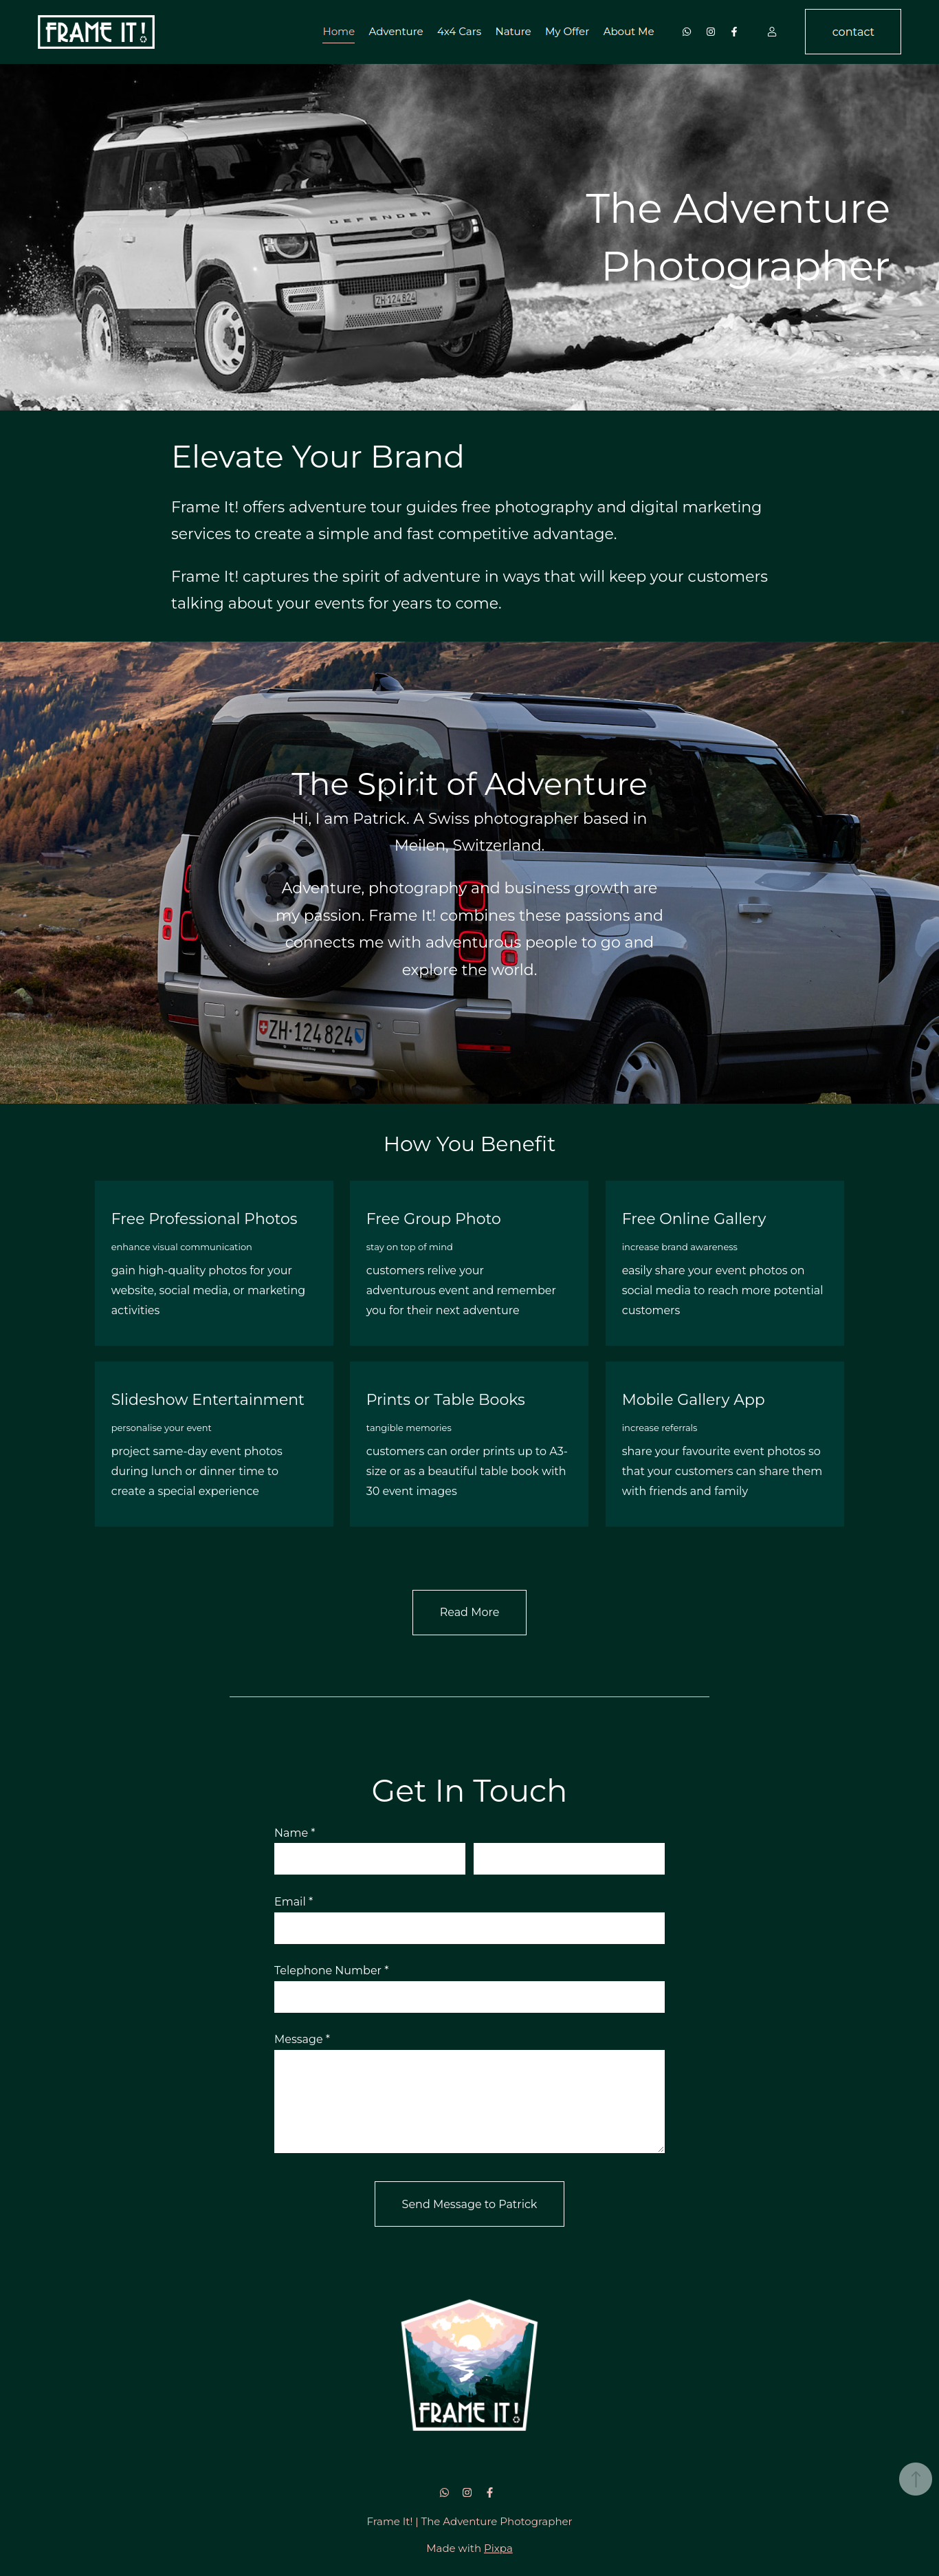 FRAME IT!
Home Adventure 4x4 Cars Nature My Offer About Me contact
DEFENDER
ZH·124824
The Adventure
Photographer
Elevate Your Brand
Frame It! offers adventure tour guides free photography and digital marketing
services to create a simple and fast competitive advantage.
Frame It! captures the spirit of adventure in ways that will keep your customers
talking about your events for years to come.
The Spirit of Adventure
Hi, I am Patrick. A Swiss photographer based in
Meilen, Switzerland.
Adventure, photography and business growth are
my passion. Frame It! combines these passions and
connects me with adventurous people to go and
explore the world.
ZH·124824
How You Benefit
Free Professional Photos
enhance visual communication
gain high-quality photos for your
website, social media, or marketing
activities
Free Group Photo
stay on top of mind
customers relive your
adventurous event and remember
you for their next adventure
Free Online Gallery
increase brand awareness
easily share your event photos on
social media to reach more potential
customers
Slideshow Entertainment
personalise your event
project same-day event photos
during lunch or dinner time to
create a special experience
Prints or Table Books
tangible memories
customers can order prints up to A3-
size or as a beautiful table book with
30 event images
Mobile Gallery App
increase referrals
share your favourite event photos so
that your customers can share them
with friends and family
Read More
Get In Touch
Name *
Email *
Telephone Number *
Message *
Send Message to Patrick
FRAME IT!
Frame It! | The Adventure Photographer
Made with Pixpa